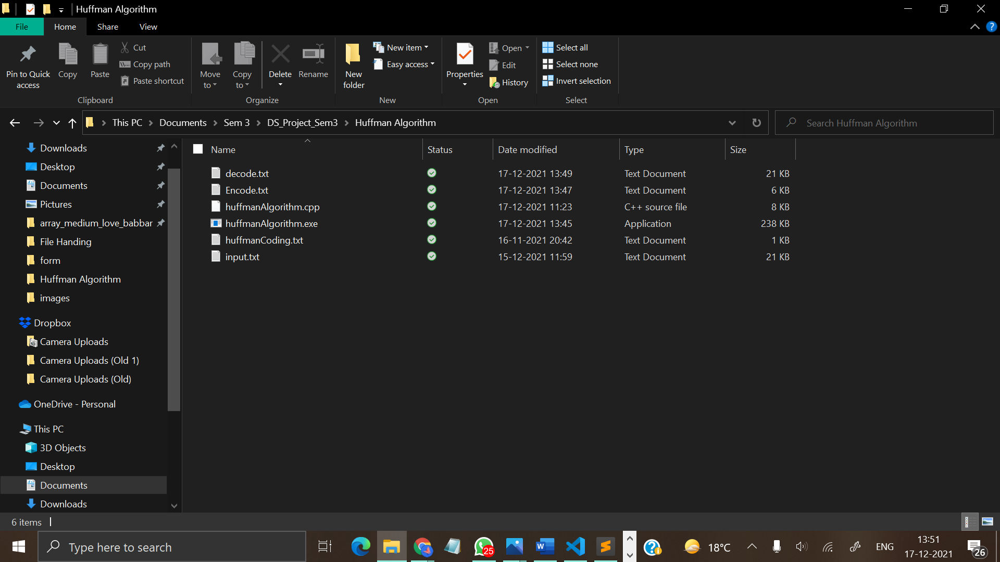 Huffman Algorithm
File Home Share View
Pin to Quick access
Copy
Paste
Cut
Copy path
Paste shortcut
Clipboard
Move to
Copy to
Delete
Rename
Organize
New folder
New item
Easy access
New
Properties
Open
Edit
History
Open
Select all
Select none
Invert selection
Select
This PC Documents Sem 3 DS_Project_Sem3 Huffman Algorithm
Search Huffman Algorithm
Downloads
Desktop
Documents
Pictures
array_medium_love_babbar
File Handing
form
Huffman Algorithm
images
Dropbox
Camera Uploads
Camera Uploads (Old 1)
Camera Uploads (Old)
OneDrive - Personal
This PC
3D Objects
Desktop
Documents
Downloads
Name Status Date modified Type Size
decode.txt 17-12-2021 13:49 Text Document 21 KB
Encode.txt 17-12-2021 13:47 Text Document 6 KB
huffmanAlgorithm.cpp 17-12-2021 11:23 C++ source file 8 KB
huffmanAlgorithm.exe 17-12-2021 13:45 Application 238 KB
huffmanCoding.txt 16-11-2021 20:42 Text Document 1 KB
input.txt 15-12-2021 11:59 Text Document 21 KB
6 items
Type here to search
25
18°C
ENG
13:51
17-12-2021
26